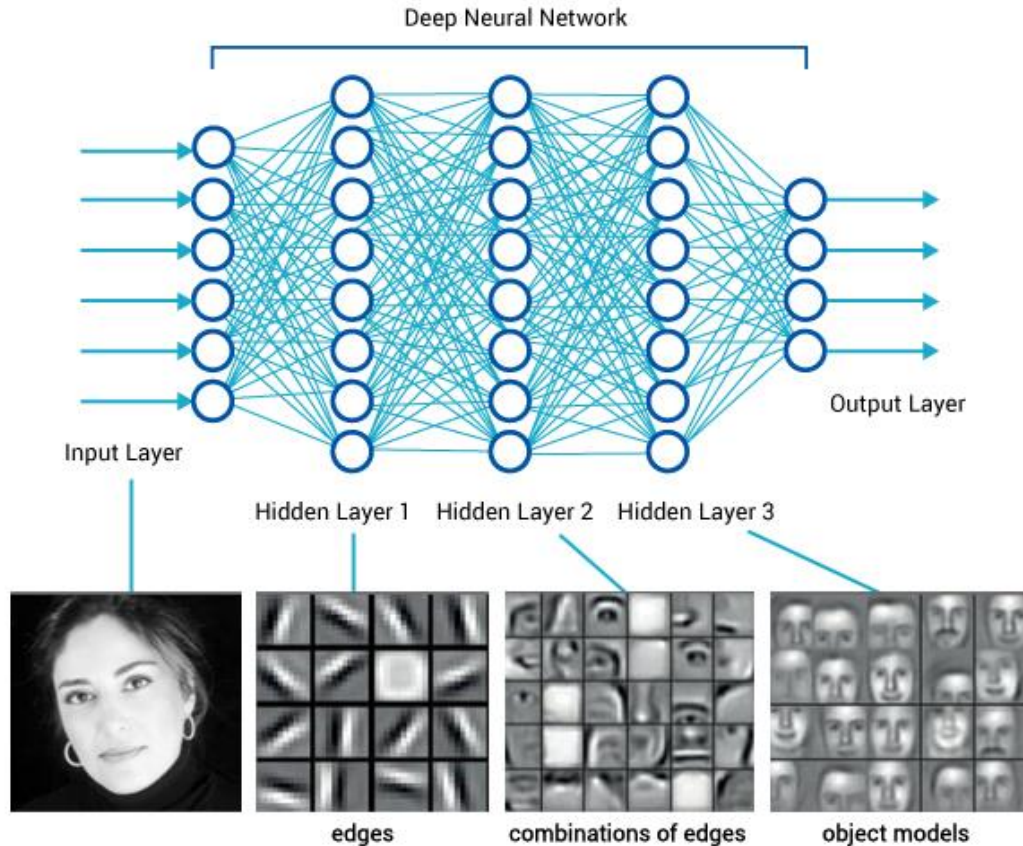 Deep Neural Network
Output Layer
Input Layer
Hidden Layer 1
Hidden Layer 2
Hidden Layer 3
edges
combinations of edges
object models